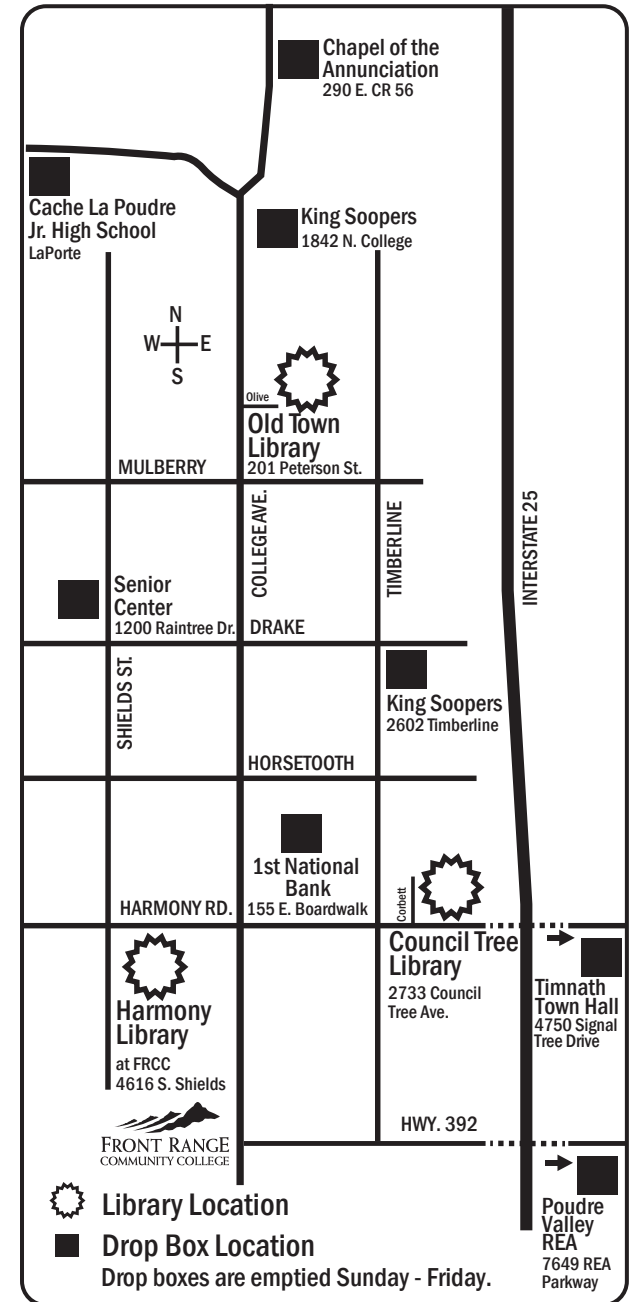 Chapel of the
Annunciation
290 E. CR 56
Cache La Poudre
Jr. High School
LaPorte
King Soopers
1842 N. College
N
W E
S
Olive
Old Town
Library
201 Peterson St.
MULBERRY
COLLEGE AVE.
TIMBERLINE
INTERSTATE 25
Senior
Center
1200 Raintree Dr.
DRAKE
SHIELDS ST.
King Soopers
2602 Timberline
HORSETOOTH
1st National
Bank
155 E. Boardwalk
HARMONY RD.
Corbett
Council Tree
Library
2733 Council
Tree Ave.
Timnath
Town Hall
4750 Signal
Tree Drive
Harmony
Library
at FRCC
4616 S. Shields
FRONT RANGE
COMMUNITY COLLEGE
HWY. 392
Poudre
Valley
REA
7649 REA
Parkway
Library Location
Drop Box Location
Drop boxes are emptied Sunday - Friday.